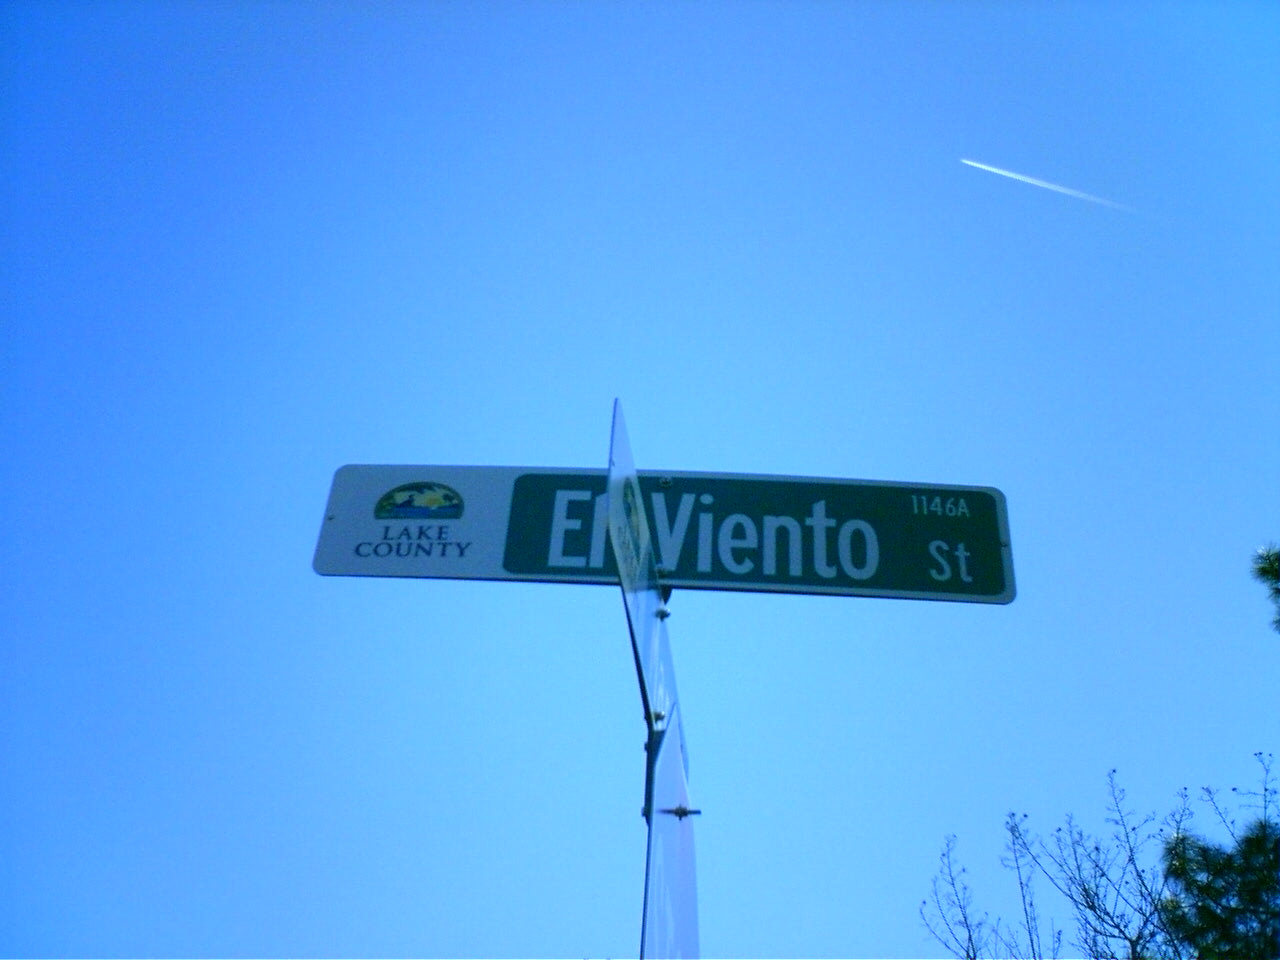 LAKE
COUNTY
El Viento St
1146A